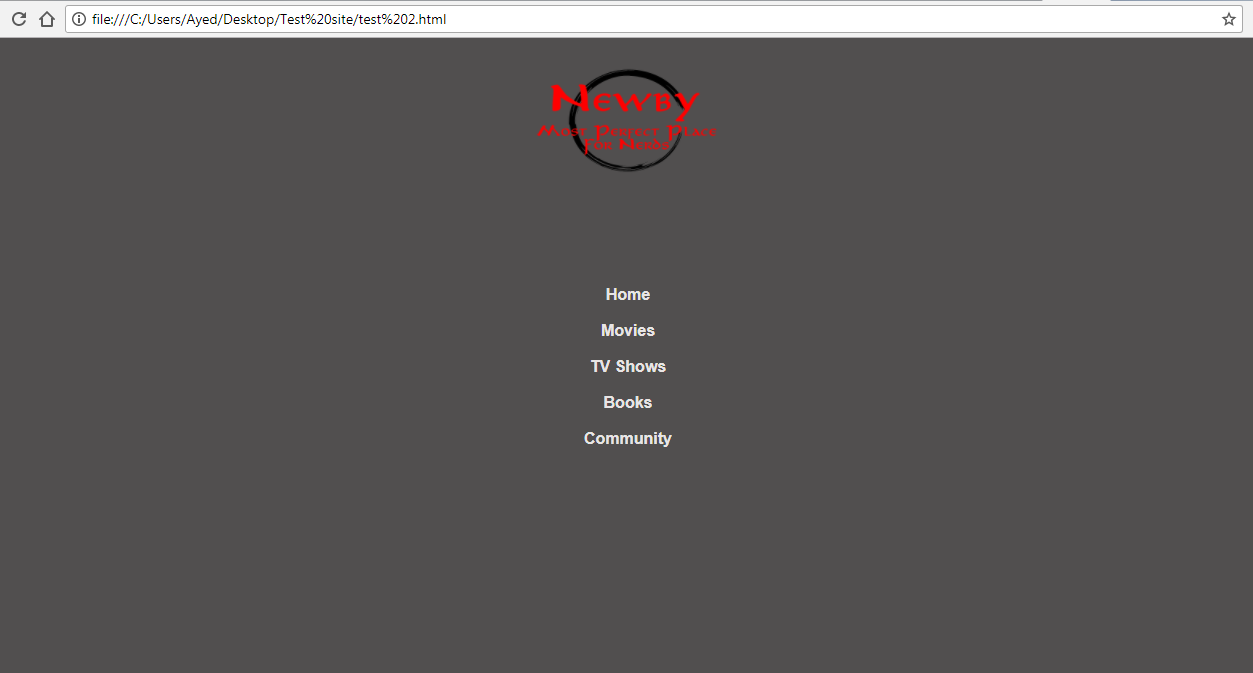 file:///C:/Users/Ayed/Desktop/Test%20site/test%202.html
Newby
Most Perfect Place
For Nerds
Home
Movies
TV Shows
Books
Community